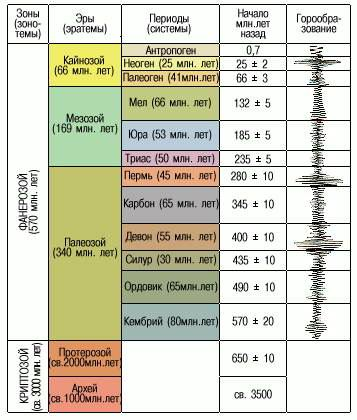 Зоны (зоно- темы)
Эры (эратемы)
Периоды (системы)
Начало млн.лет назад
Горообра- зование
ФАНЕРОЗОЙ (570 млн. лет)
Кайнозой (66 млн. лет)
Антропоген
0,7
Неоген (25 млн. лет)
25 ± 2
Палеоген (41млн.лет)
66 ± 3
Мезозой (169 млн. лет)
Мел (66 млн. лет)
132 ± 5
Юра (53 млн. лет)
185 ± 5
Триас (50 млн. лет)
235 ± 5
Палеозой (340 млн. лет)
Пермь (45 млн. лет)
280 ± 10
Карбон (65 млн. лет)
345 ± 10
Девон (55 млн. лет)
400 ± 10
Силур (30 млн. лет)
435 ± 10
Ордовик (65млн.лет)
490 ± 10
Кембрий (80млн.лет)
570 ± 20
КРИПТОЗОЙ (св. 3000 млн. лет)
Протерозой (св.2000млн.лет)
650 ± 10
Архей (св.1000млн.лет)
св. 3500